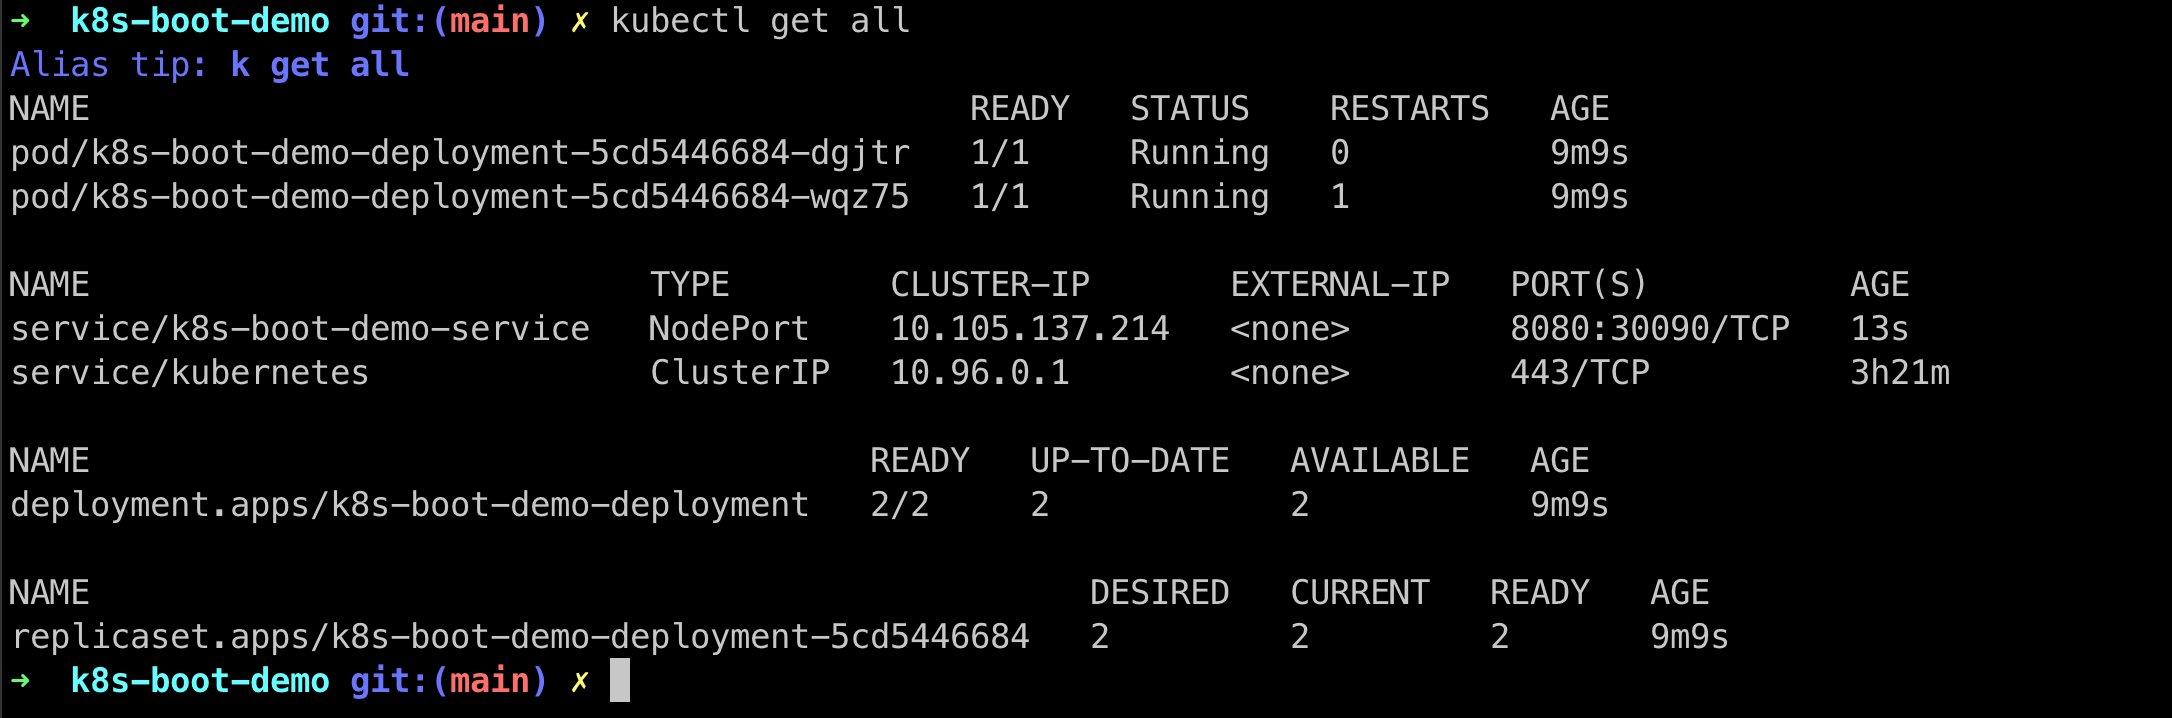 ➜  k8s-boot-demo git:(main) ✗ kubectl get all
Alias tip: k get all
NAME                                            READY   STATUS    RESTARTS   AGE
pod/k8s-boot-demo-deployment-5cd5446684-dgjtr   1/1     Running   0          9m9s
pod/k8s-boot-demo-deployment-5cd5446684-wqz75   1/1     Running   1          9m9s
NAME                            TYPE        CLUSTER-IP       EXTERNAL-IP   PORT(S)          AGE
service/k8s-boot-demo-service   NodePort    10.105.137.214   <none>        8080:30090/TCP   13s
service/kubernetes              ClusterIP   10.96.0.1        <none>        443/TCP          3h21m
NAME                                       READY   UP-TO-DATE   AVAILABLE   AGE
deployment.apps/k8s-boot-demo-deployment   2/2     2            2           9m9s
NAME                                                  DESIRED   CURRENT   READY   AGE
replicaset.apps/k8s-boot-demo-deployment-5cd5446684   2         2         2       9m9s
➜  k8s-boot-demo git:(main) ✗